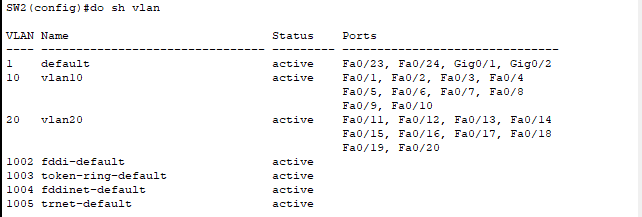 SW2(config)#do sh vlan
VLAN Name                             Status    Ports
---- -------------------------------- --------- -------------------------------
1    default                          active    Fa0/23, Fa0/24, Gig0/1, Gig0/2
10   vlan10                           active    Fa0/1, Fa0/2, Fa0/3, Fa0/4
                                                Fa0/5, Fa0/6, Fa0/7, Fa0/8
                                                Fa0/9, Fa0/10
20   vlan20                           active    Fa0/11, Fa0/12, Fa0/13, Fa0/14
                                                Fa0/15, Fa0/16, Fa0/17, Fa0/18
                                                Fa0/19, Fa0/20
1002 fddi-default                     active
1003 token-ring-default               active
1004 fddinet-default                  active
1005 trnet-default                    active